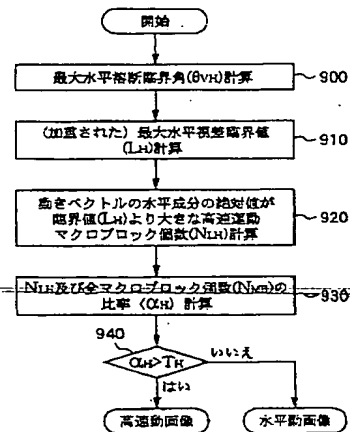 開始
最大水平溶断臨界角(θVH)計算
900
(加重された)最大水平視差臨界値
(LH)計算
910
動きベクトルの水平成分の絶対値が
臨界値(LH)より大きな高速運動
マクロブロック個数(NLH)計算
920
NLH及び全マクロブロック個数(NMB)の
比率(αH)計算
930
940
αH>TH
いいえ
はい
高速動画像
水平動画像